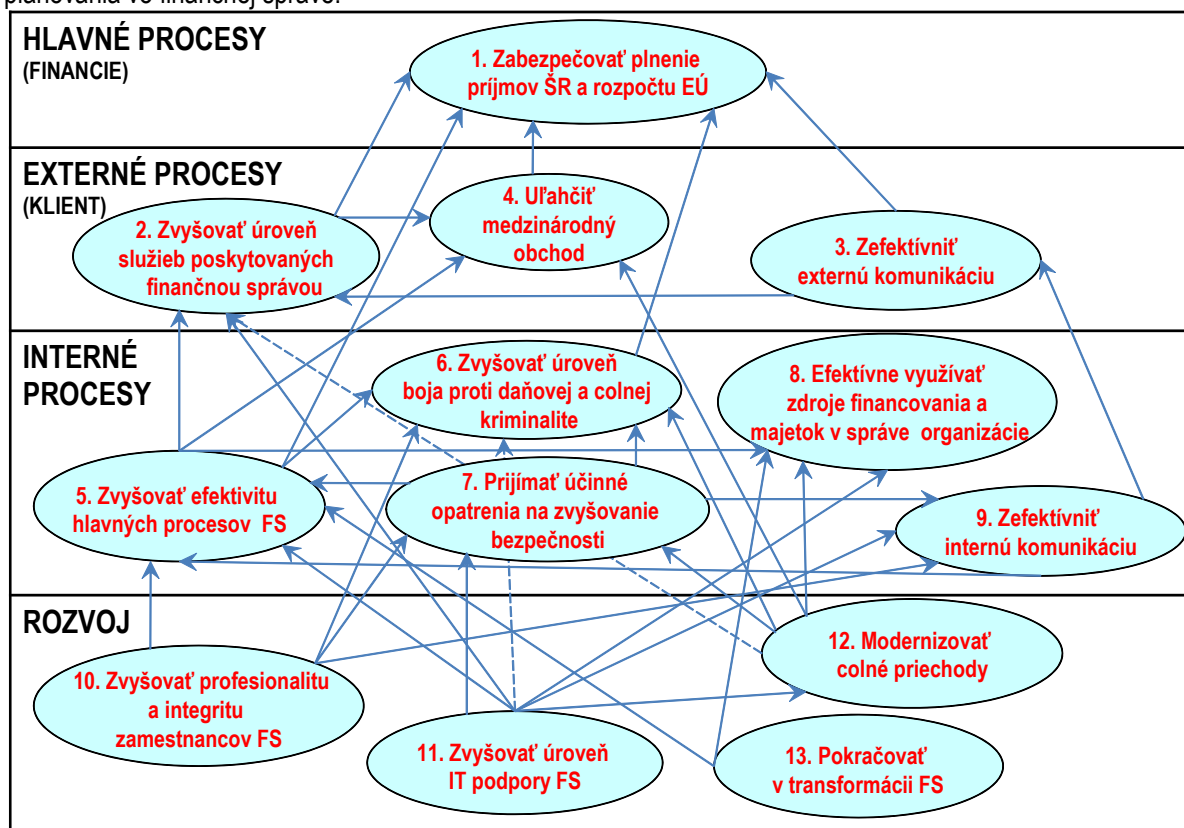 plánovania vo finančnej správe.
HLAVNÉ PROCESY
(FINANCIE)
1. Zabezpečovať plnenie
príjmov ŠR a rozpočtu EÚ
EXTERNÉ PROCESY
(KLIENT)
2. Zvyšovať úroveň
služieb poskytovaných
finančnou správou
4. Uľahčiť
medzinárodný
obchod
3. Zefektívniť
externú komunikáciu
INTERNÉ
PROCESY
6. Zvyšovať úroveň
boja proti daňovej a colnej
kriminalite
8. Efektívne využívať
zdroje financovania a
majetok v správe organizácie
5. Zvyšovať efektivitu
hlavných procesov FS
7. Prijímať účinné
opatrenia na zvyšovanie
bezpečnosti
9. Zefektívniť
internú komunikáciu
ROZVOJ
10. Zvyšovať profesionalitu
a integritu
zamestnancov FS
11. Zvyšovať úroveň
IT podpory FS
12. Modernizovať
colné priechody
13. Pokračovať
v transformácii FS